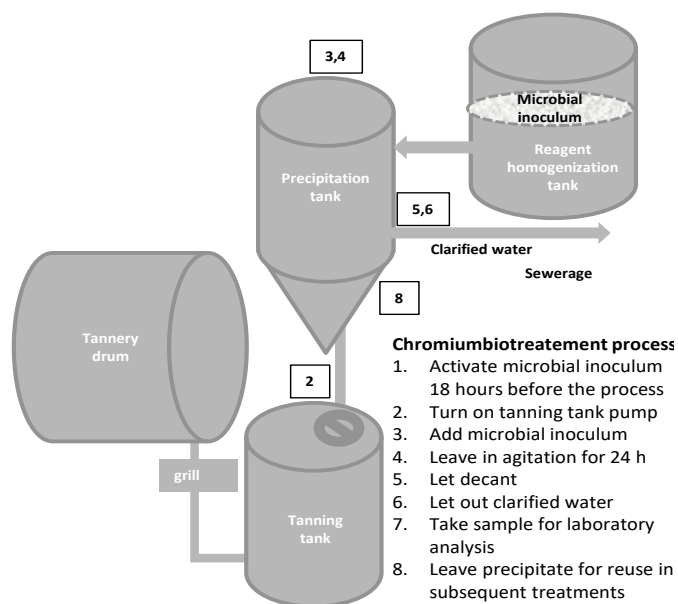 3,4
Microbial
inoculum
Reagent
homogenization
tank
Precipitation
tank
5,6
Clarified water
Sewerage
8
Tannery
drum
2
grill
Tanning
tank
Chromiumbiotreatement process
1. Activate microbial inoculum
18 hours before the process
2. Turn on tanning tank pump
3. Add microbial inoculum
4. Leave in agitation for 24 h
5. Let decant
6. Let out clarified water
7. Take sample for laboratory
analysis
8. Leave precipitate for reuse in
subsequent treatments